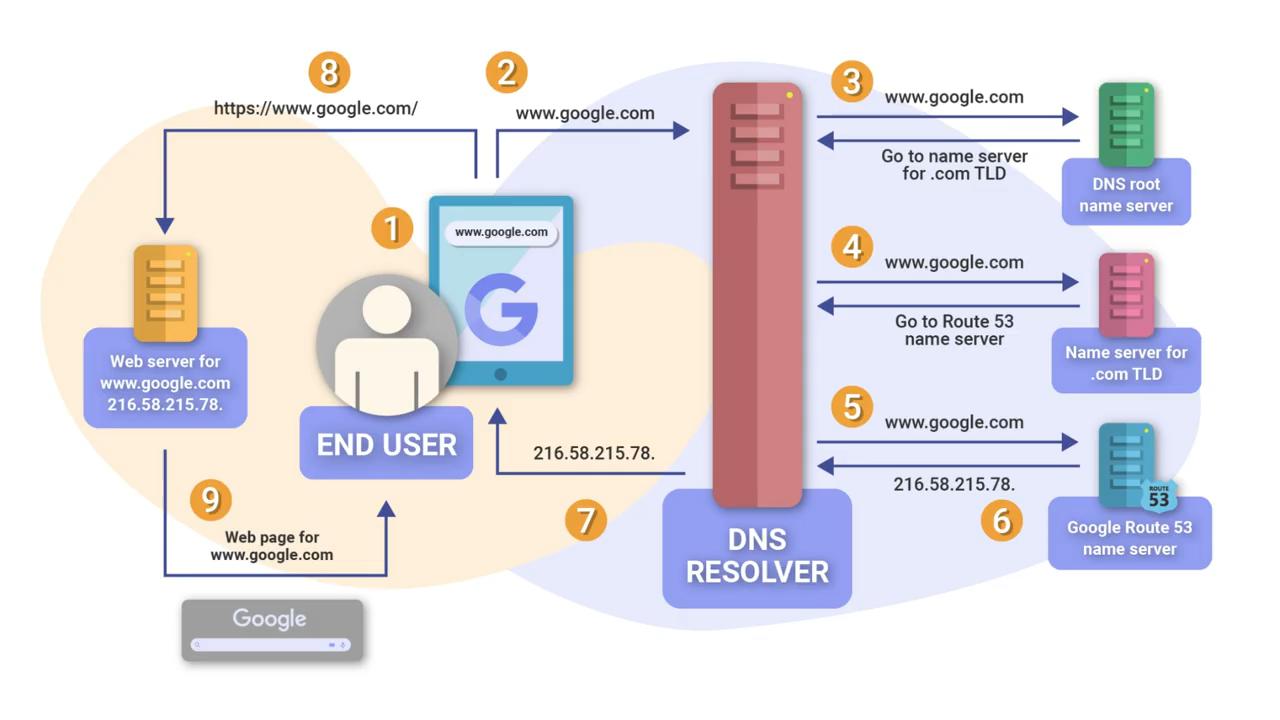 8
https://www.google.com/
2
www.google.com
3
www.google.com
Go to name server
for .com TLD
DNS root
name server
1
www.google.com
G
4
www.google.com
Go to Route 53
name server
Name server for
.com TLD
Web server for
www.google.com
216.58.215.78.
END USER
5
www.google.com
216.58.215.78.
6
ROUTE
53
Google Route 53
name server
216.58.215.78.
7
DNS
RESOLVER
9
Web page for
www.google.com
Google